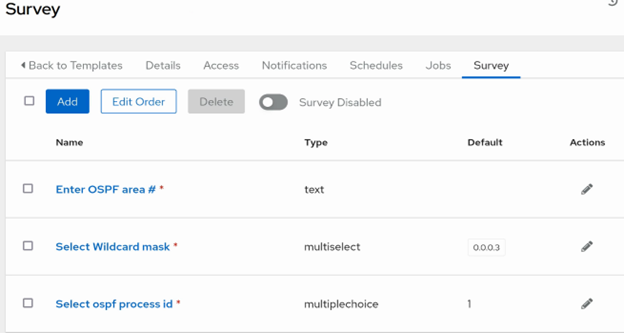 Survey
Back to Templates Details Access Notifications Schedules Jobs Survey
Add Edit Order Delete Survey Disabled
Name Type Default Actions
Enter OSPF area # * text
Select Wildcard mask * multiselect 0.0.0.3
Select ospf process id * multiplechoice 1